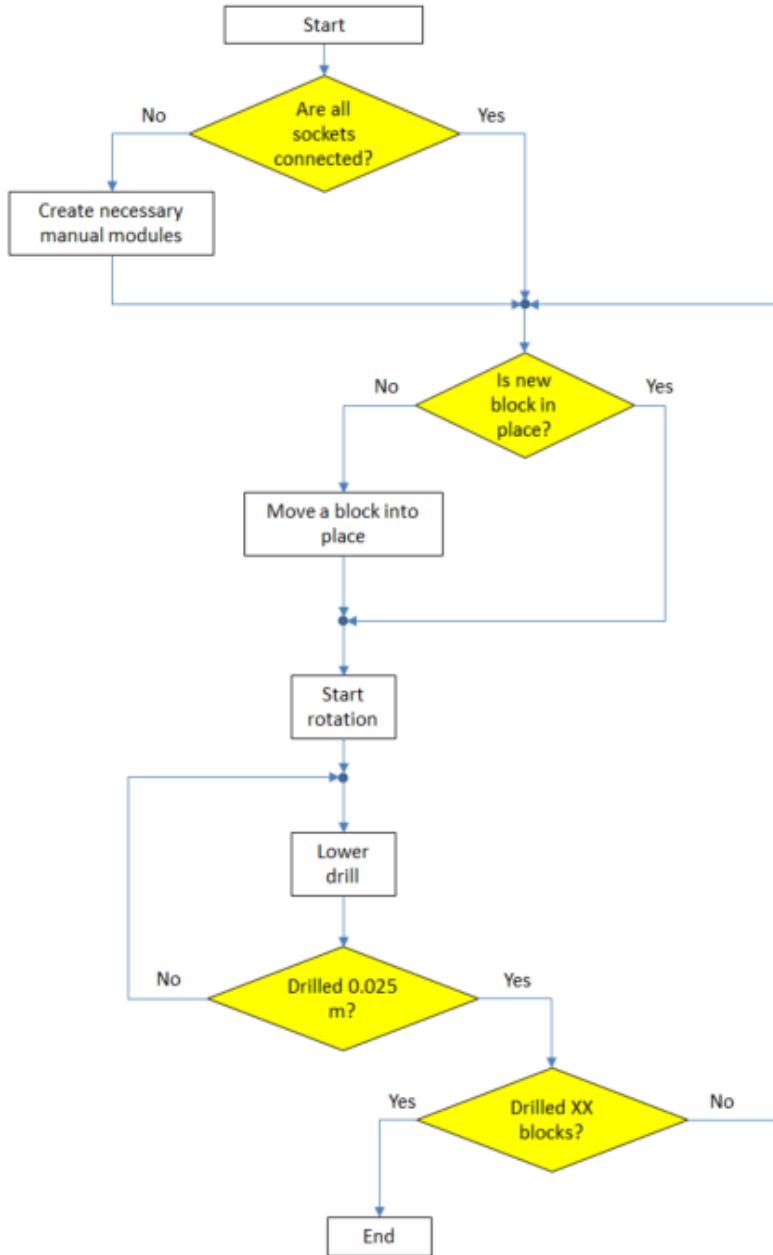 Start
Are all
sockets
connected?
No
Yes
Create necessary
manual modules
Is new
block in
place?
No
Yes
Move a block into
place
Start
rotation
Lower
drill
Drilled 0.025
m?
No
Yes
Drilled XX
blocks?
Yes
No
End